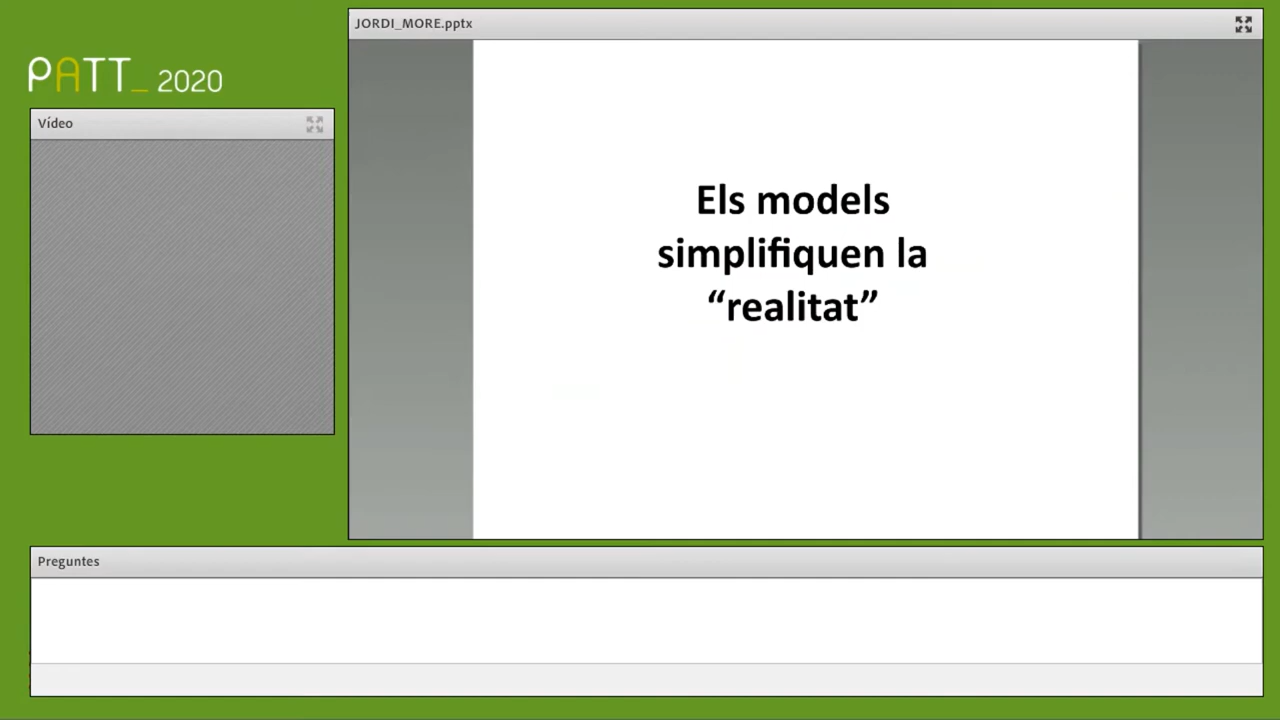 PATT_ 2020
Vídeo
JORDI_MORE.pptx
Els models
simplifiquen la
“realitat”
Preguntes